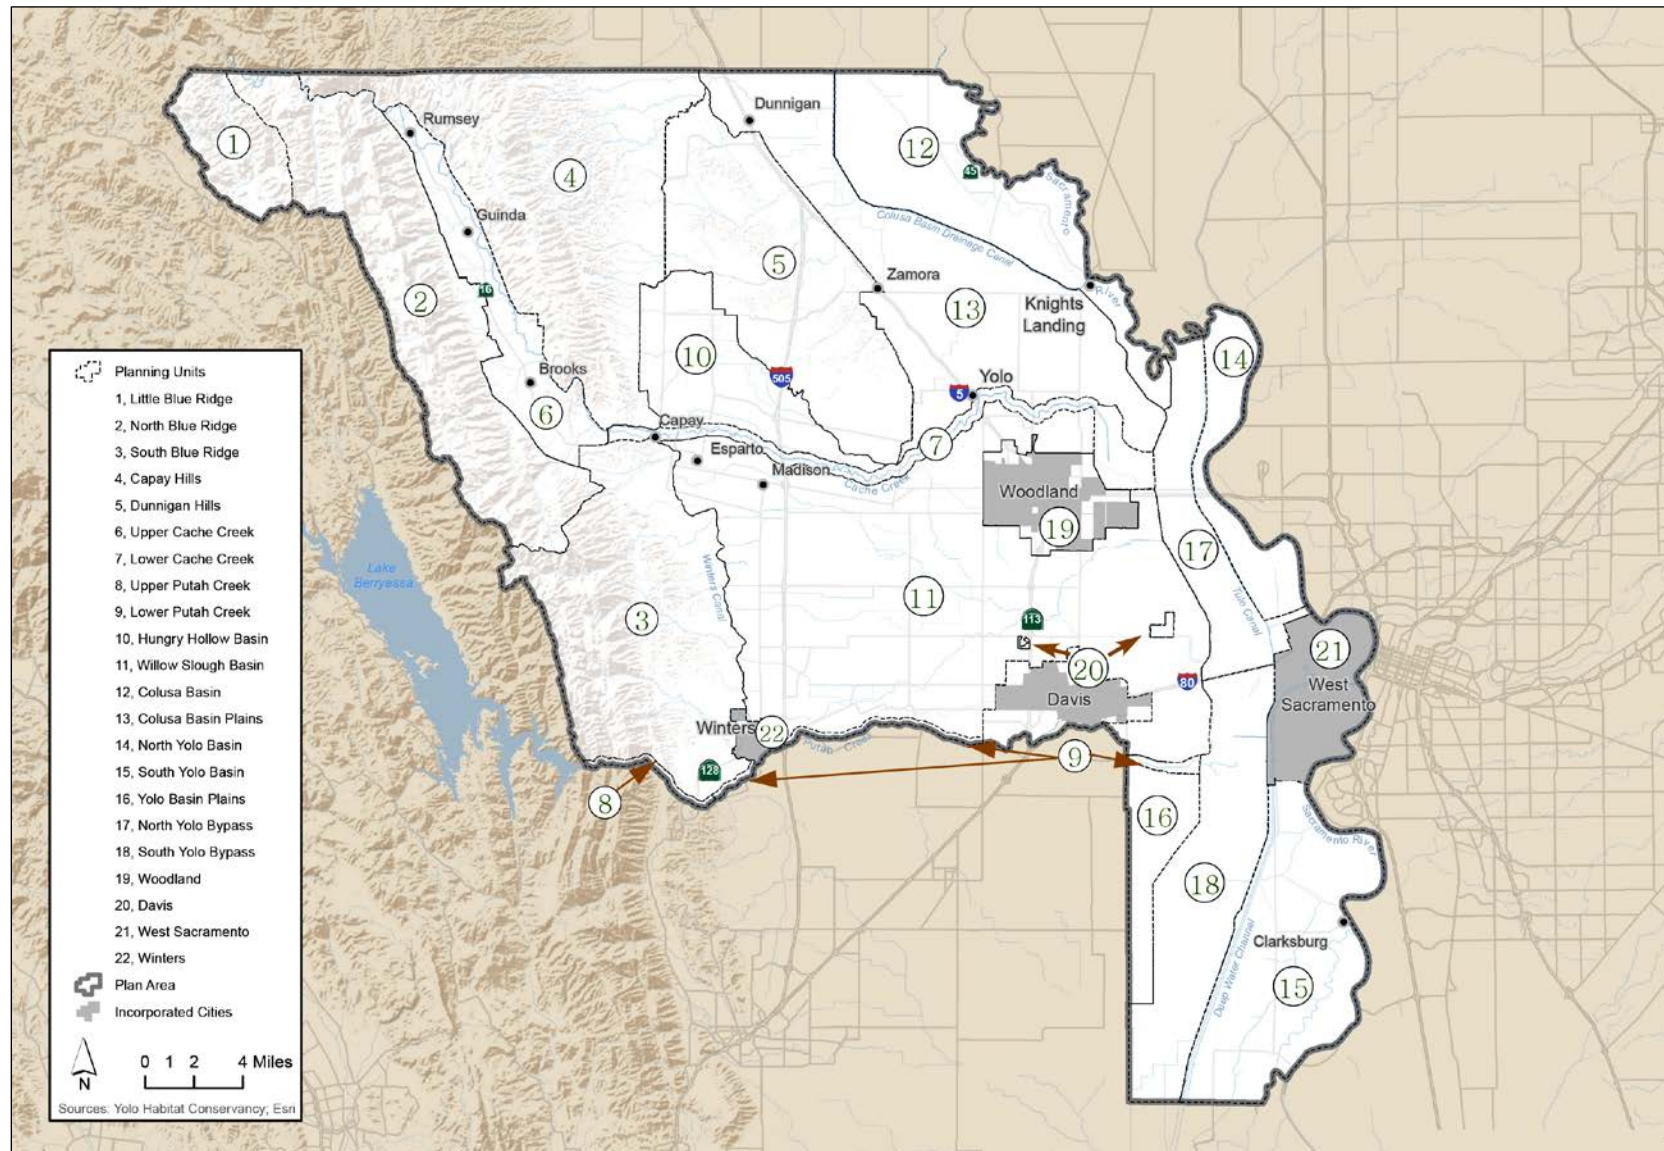 Dunnigan
Rumsey
1
12
4
45
Sacramento
Guinda
Colusa Basin Drainage Canal
5
Zamora
2
16
River
13
Knights
Landing
10
14
505
Brooks
5
Yolo
6
Capay
7
Esparto
Madison
Cache Creek
Woodland
19
17
Lake
Berryessa
Winters Canal
11
3
Tule Canal
113
21
20
80
West
Sacramento
Davis
Winters
22
Putah Creek
9
128
8
16
Sacramento River
18
Clarksburg
Deep Water Channel
15
Planning Units
1, Little Blue Ridge
2, North Blue Ridge
3, South Blue Ridge
4, Capay Hills
5, Dunnigan Hills
6, Upper Cache Creek
7, Lower Cache Creek
8, Upper Putah Creek
9, Lower Putah Creek
10, Hungry Hollow Basin
11, Willow Slough Basin
12, Colusa Basin
13, Colusa Basin Plains
14, North Yolo Basin
15, South Yolo Basin
16, Yolo Basin Plains
17, North Yolo Bypass
18, South Yolo Bypass
19, Woodland
20, Davis
21, West Sacramento
22, Winters
Plan Area
Incorporated Cities
N
0 1 2 4 Miles
Sources: Yolo Habitat Conservancy; Esri